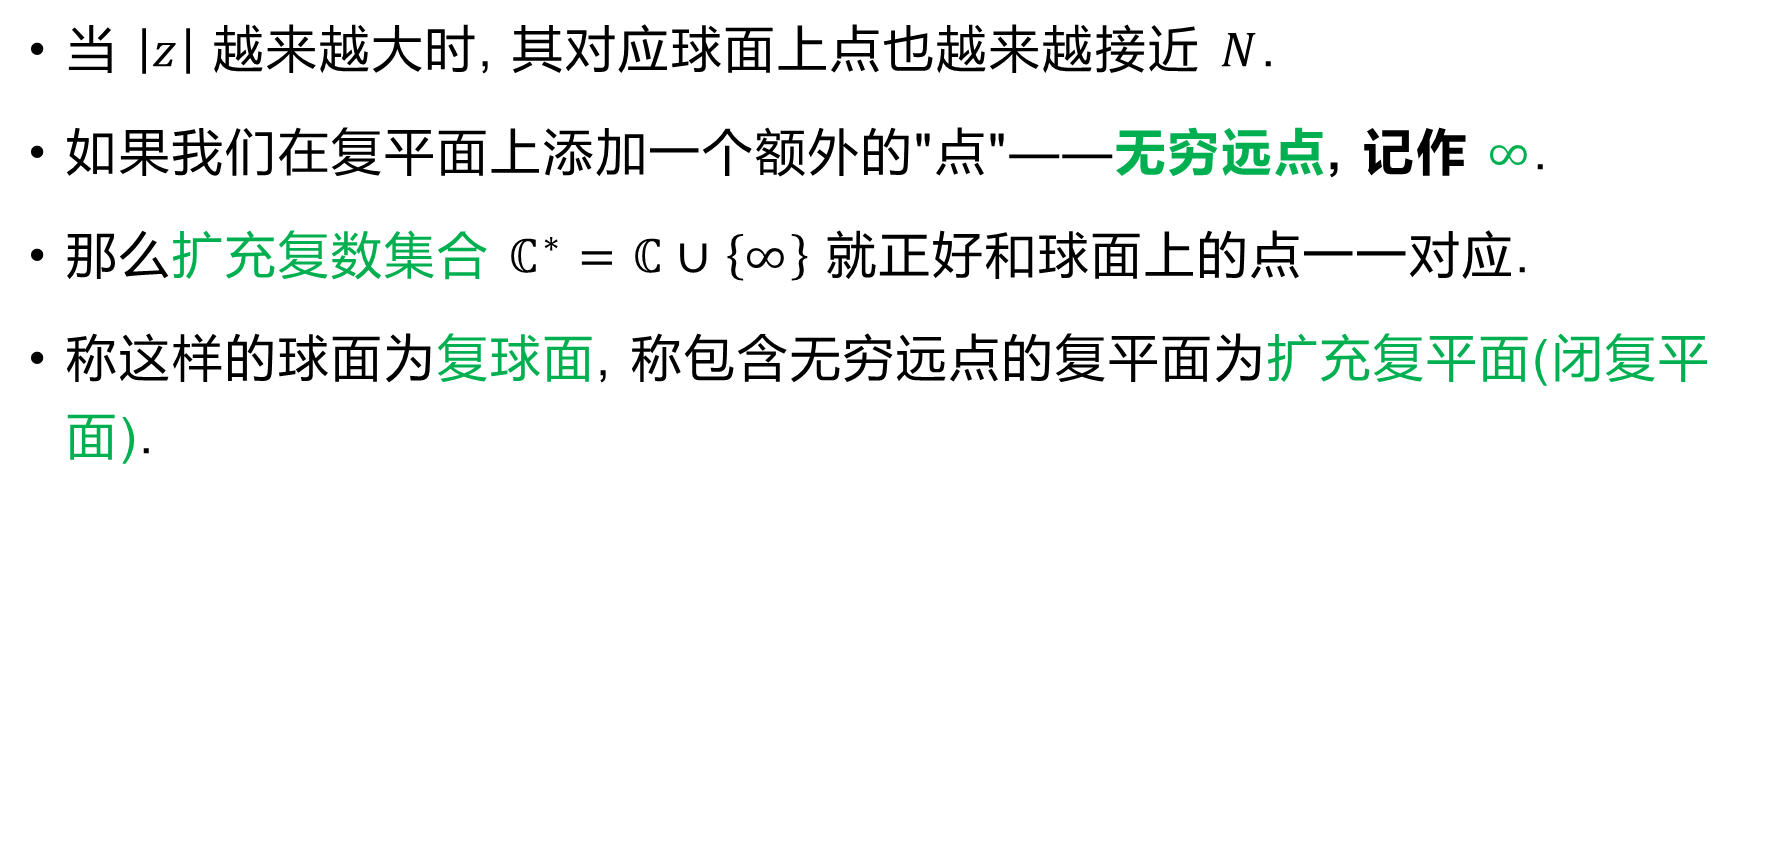 • 当 |z| 越来越大时, 其对应球面上点也越来越接近 N.
• 如果我们在复平面上添加一个额外的"点"——无穷远点, 记作 ∞.
• 那么扩充复数集合 ℂ* = ℂ ∪ {∞} 就正好和球面上的点一一对应.
• 称这样的球面为复球面, 称包含无穷远点的复平面为扩充复平面(闭复平
面).